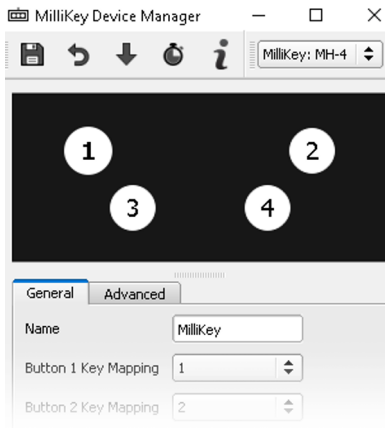 MilliKey Device Manager
MilliKey: MH-4
1
2
3
4
General Advanced
Name MilliKey
Button 1 Key Mapping 1
Button 2 Key Mapping 2